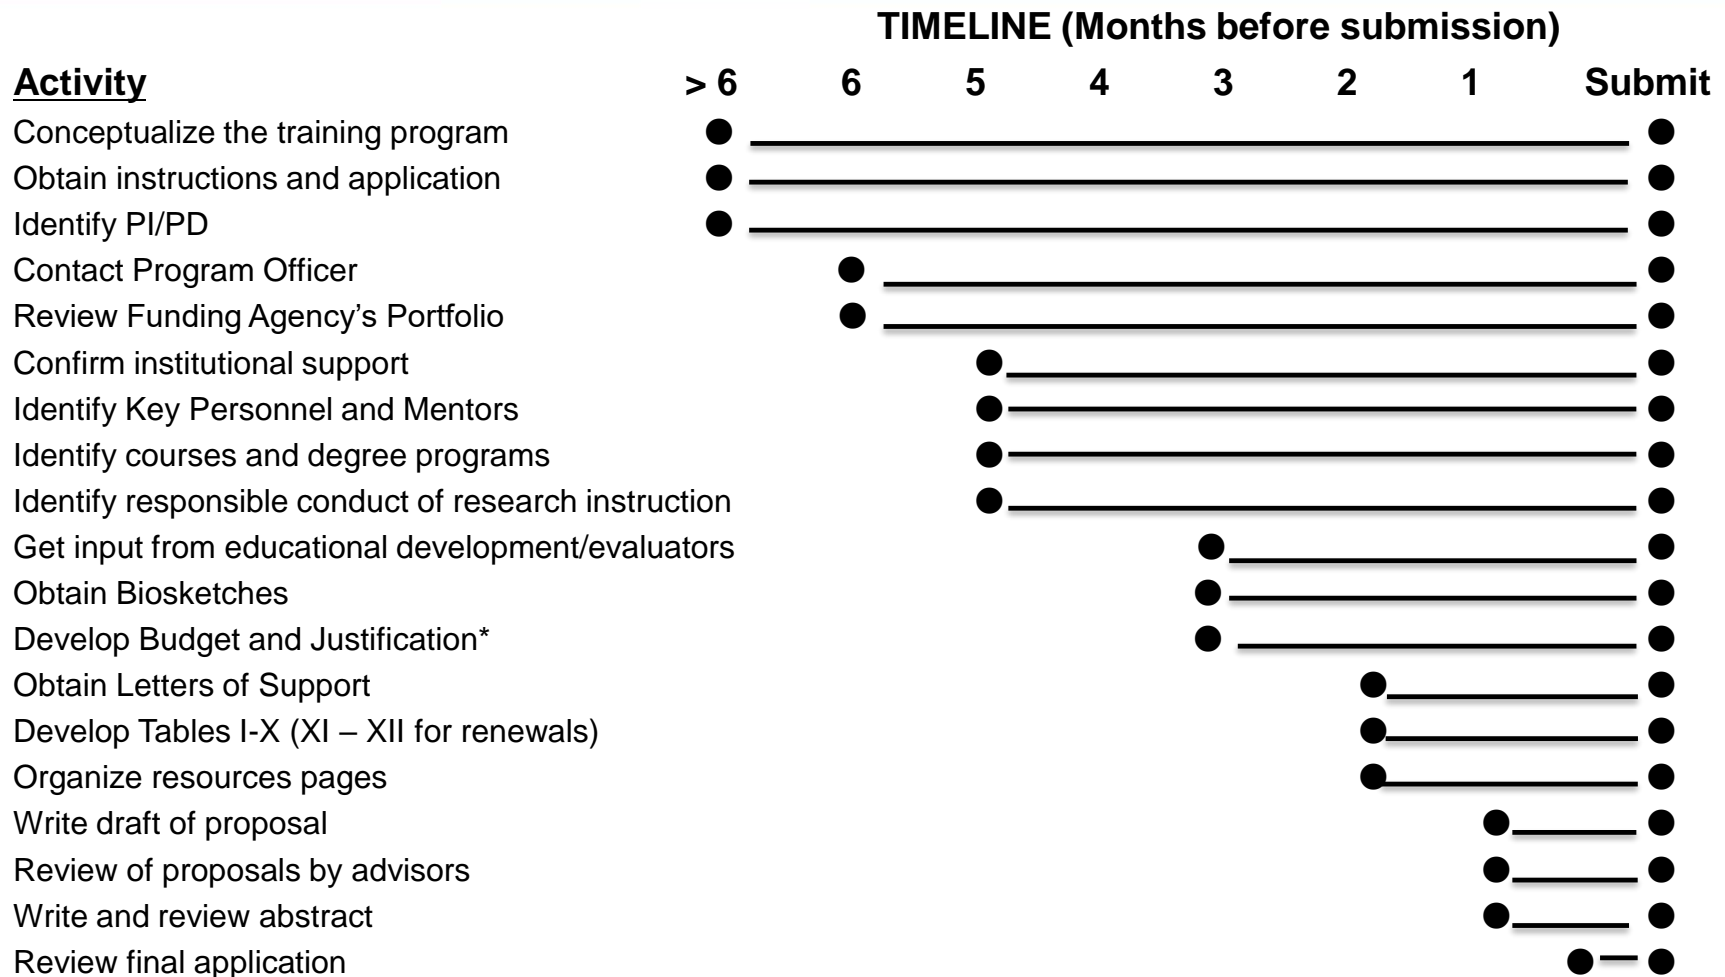 TIMELINE (Months before submission)
Activity > 6 6 5 4 3 2 1 Submit
Conceptualize the training program
Obtain instructions and application
Identify PI/PD
Contact Program Officer
Review Funding Agency’s Portfolio
Confirm institutional support
Identify Key Personnel and Mentors
Identify courses and degree programs
Identify responsible conduct of research instruction
Get input from educational development/evaluators
Obtain Biosketches
Develop Budget and Justification*
Obtain Letters of Support
Develop Tables I-X (XI – XII for renewals)
Organize resources pages
Write draft of proposal
Review of proposals by advisors
Write and review abstract
Review final application